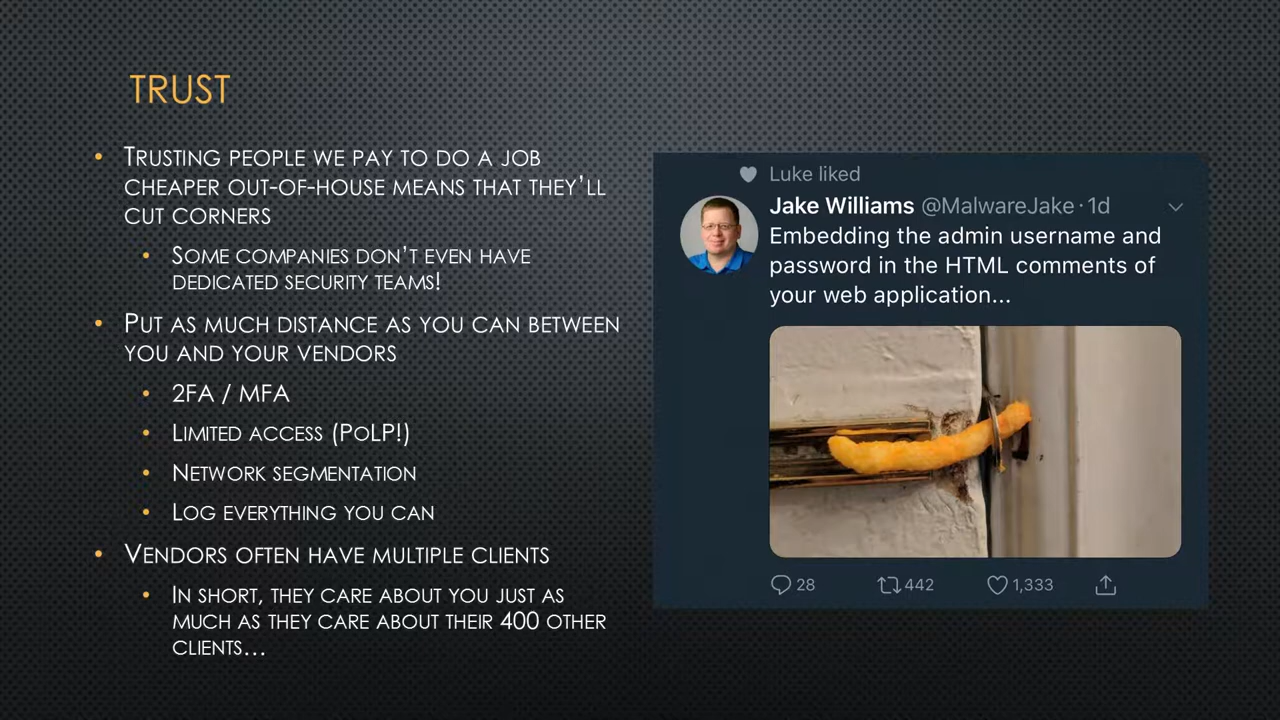 TRUST
TRUSTING PEOPLE WE PAY TO DO A JOB
CHEAPER OUT-OF-HOUSE MEANS THAT THEY'LL
CUT CORNERS
SOME COMPANIES DON'T EVEN HAVE
DEDICATED SECURITY TEAMS!
PUT AS MUCH DISTANCE AS YOU CAN BETWEEN
YOU AND YOUR VENDORS
2FA / MFA
LIMITED ACCESS (POLP!)
NETWORK SEGMENTATION
LOG EVERYTHING YOU CAN
VENDORS OFTEN HAVE MULTIPLE CLIENTS
IN SHORT, THEY CARE ABOUT YOU JUST AS
MUCH AS THEY CARE ABOUT THEIR 400 OTHER
CLIENTS...
Luke liked
Jake Williams @MalwareJake · 1d
Embedding the admin username and
password in the HTML comments of
your web application...
28 442 1,333